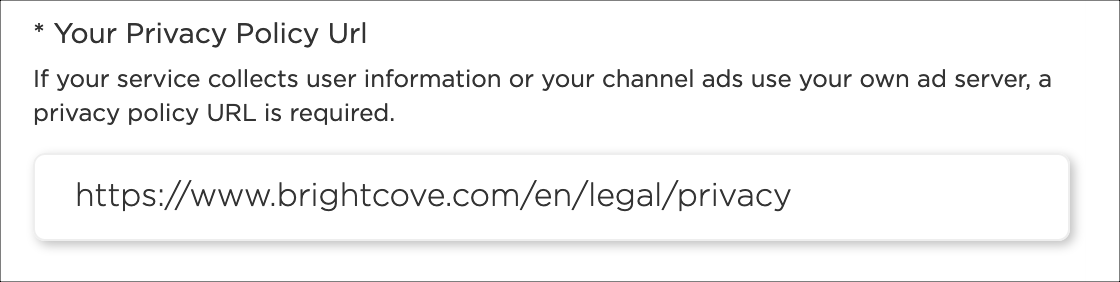 * Your Privacy Policy Url
If your service collects user information or your channel ads use your own ad server, a
privacy policy URL is required.
https://www.brightcove.com/en/legal/privacy